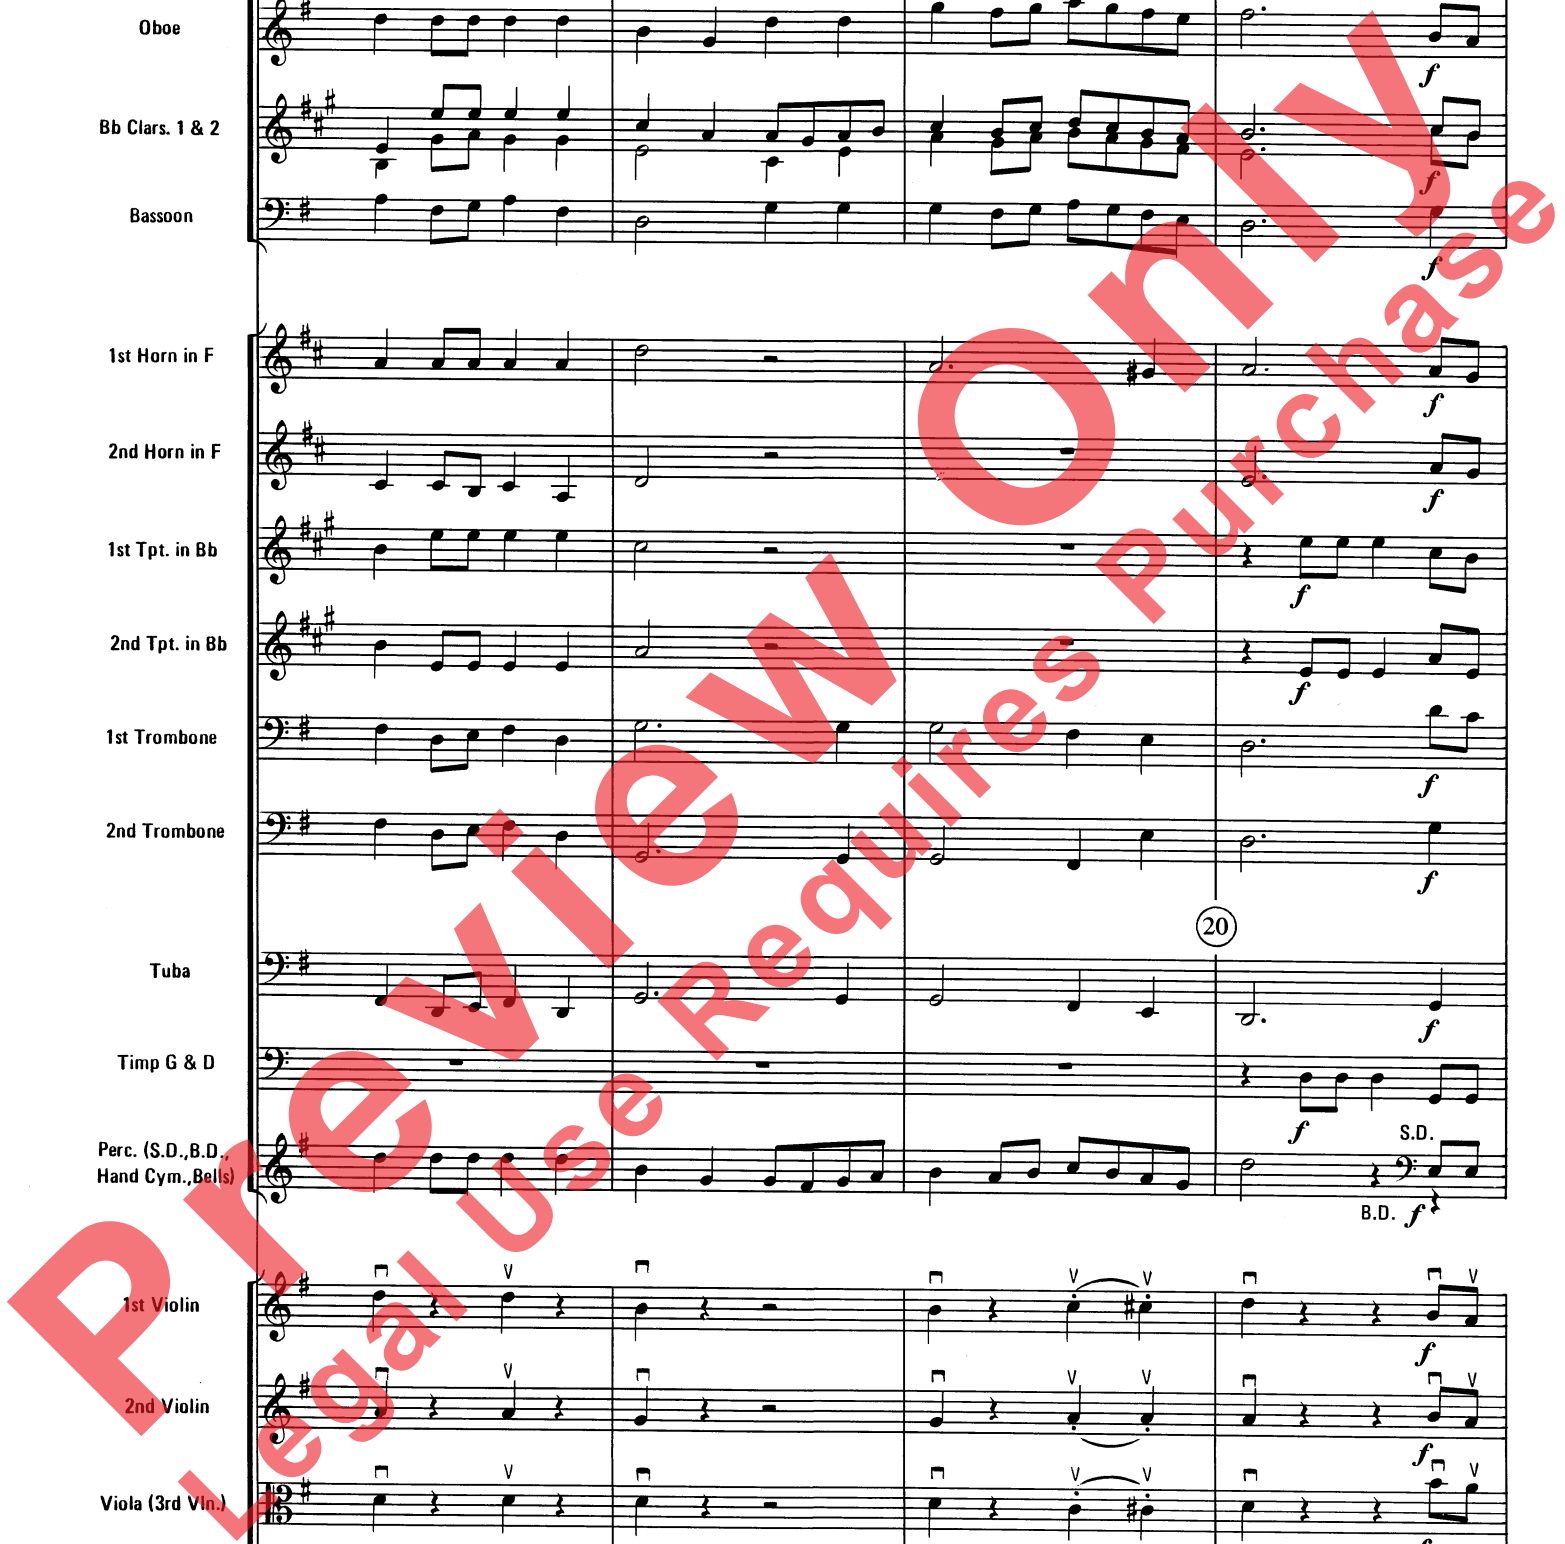 Oboe
f
Bb Clars. 1 & 2
f
Bassoon
f
1st Horn in F
f
2nd Horn in F
f
1st Tpt. in Bb
f
2nd Tpt. in Bb
f
1st Trombone
f
2nd Trombone
f
20
Tuba
f
Timp G & D
f
S.D.
Perc. (S.D.,B.D.,
Hand Cym.,Bells)
B.D. f
1st Violin
f
2nd Violin
f
Viola (3rd Vln.)
f
Preview Only
Legal Use Requires Purchase